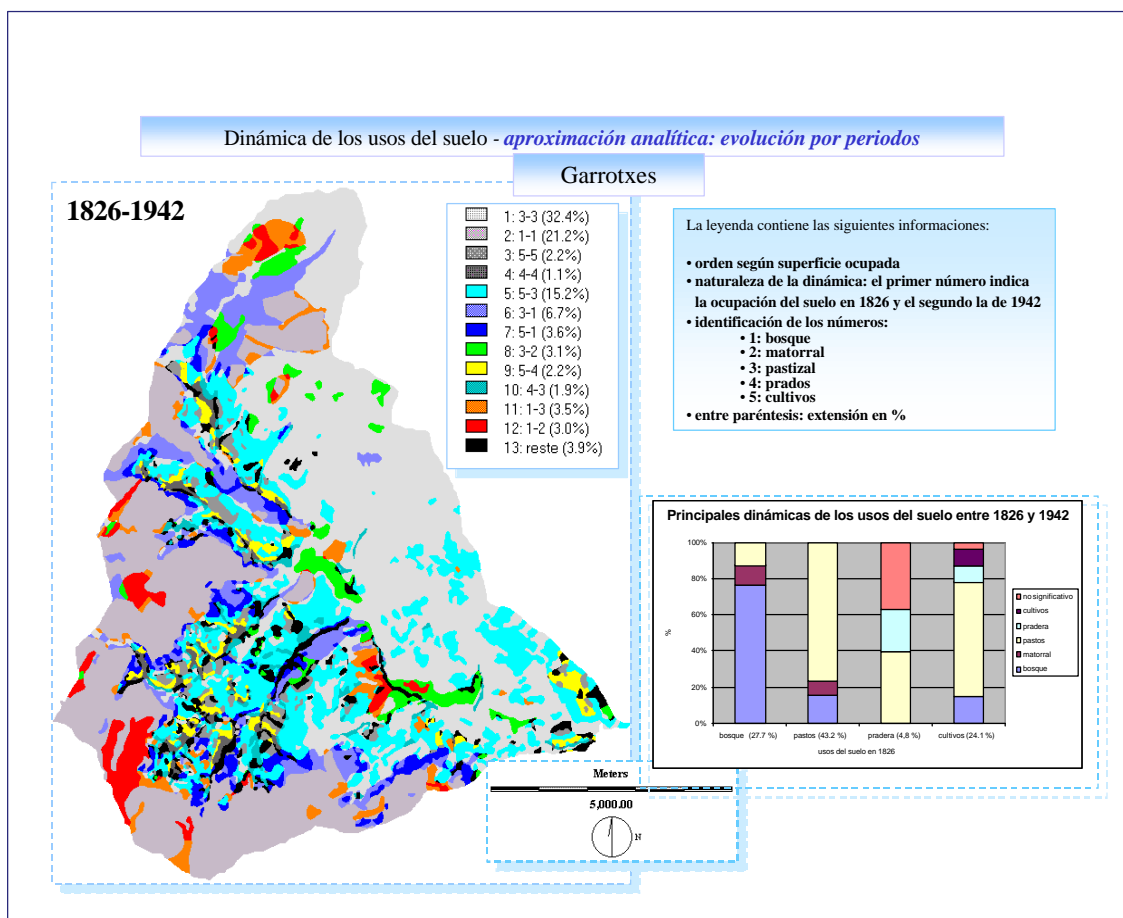 Dinámica de los usos del suelo - aproximación analítica: evolución por periodos
Garrotxes
1826-1942
1: 3-3 (32.4%)
2: 1-1 (21.2%)
3: 5-5 (2.2%)
4: 4-4 (1.1%)
5: 5-3 (15.2%)
6: 3-1 (6.7%)
7: 5-1 (3.6%)
8: 3-2 (3.1%)
9: 5-4 (2.2%)
10: 4-3 (1.9%)
11: 1-3 (3.5%)
12: 1-2 (3.0%)
13: reste (3.9%)
La leyenda contiene las siguientes informaciones:
• orden según superficie ocupada
• naturaleza de la dinámica: el primer número indica
la ocupación del suelo en 1826 y el segundo la de 1942
• identificación de los números:
• 1: bosque
• 2: matorral
• 3: pastizal
• 4: prados
• 5: cultivos
• entre paréntesis: extensión en %
Principales dinámicas de los usos del suelo entre 1826 y 1942
100%
80%
60%
40%
20%
0%
%
bosque (27.7 %) pastos (43.2 %) pradera (4,8 %) cultivos (24.1 %)
usos del suelo en 1826
no significativo
cultivos
pradera
pastos
matorral
bosque
Meters
5,000.00
N